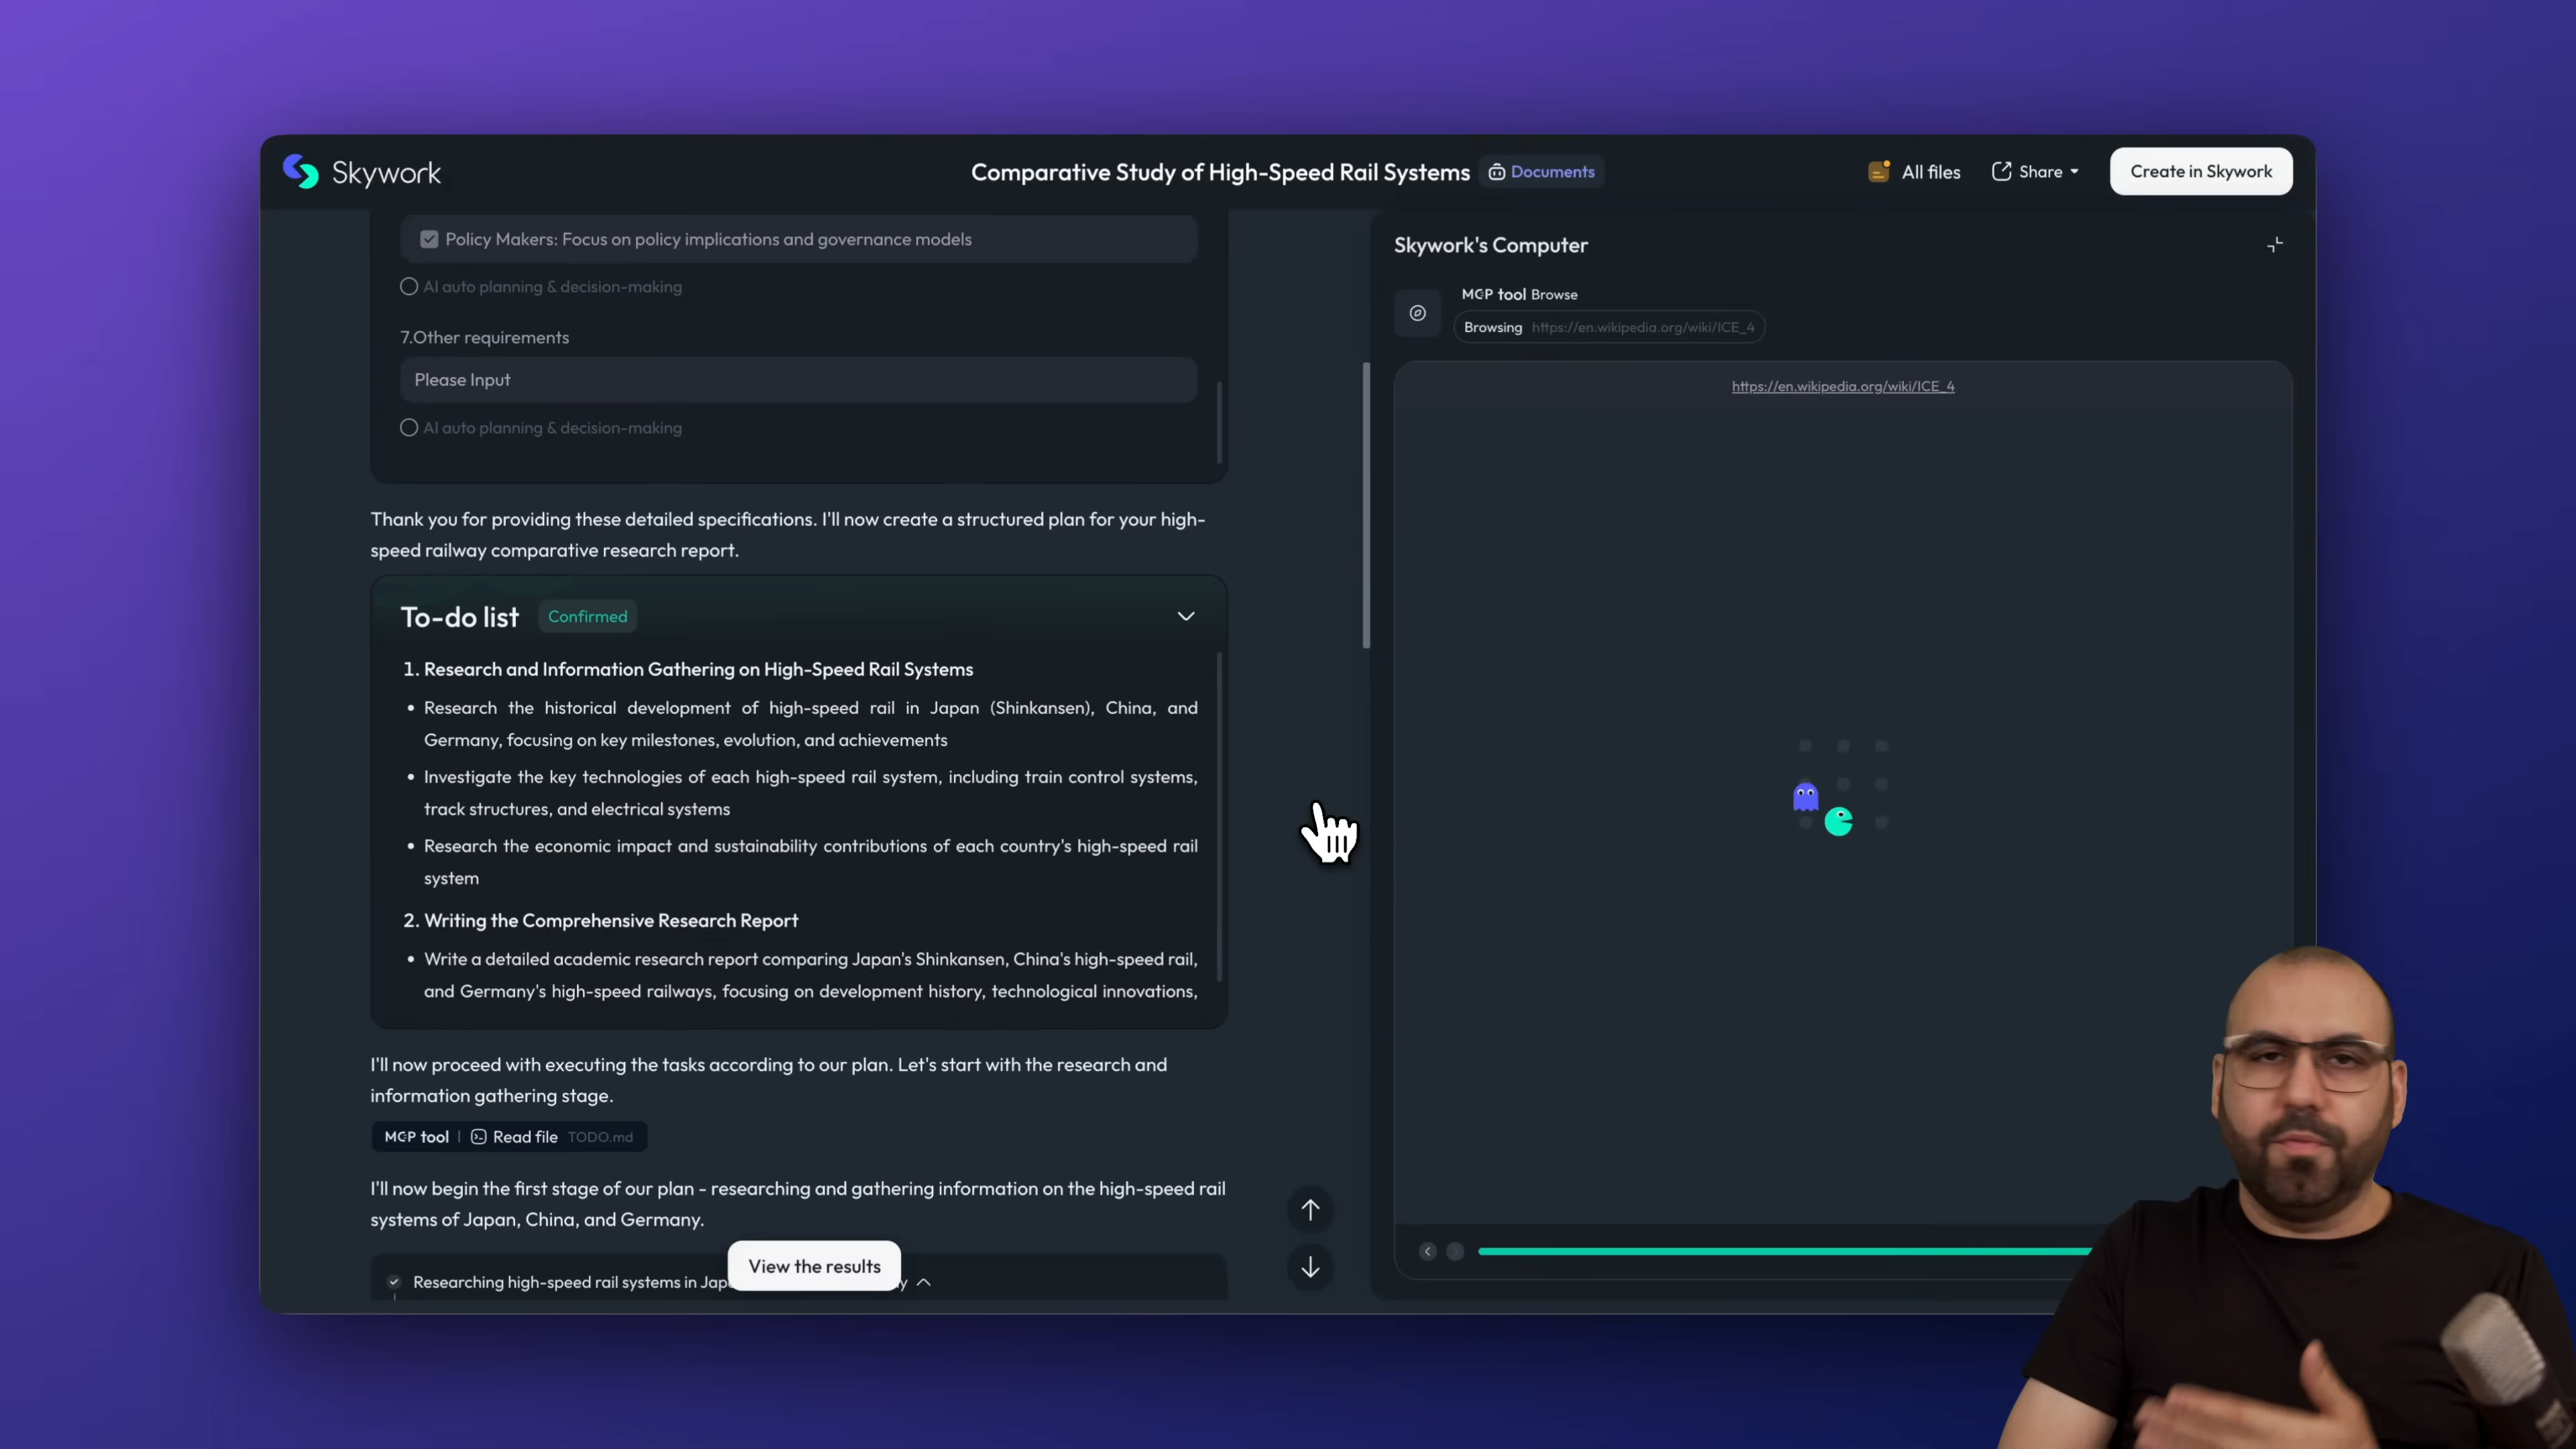 Skywork
Comparative Study of High-Speed Rail Systems
Documents
All files
Share
Create in Skywork
Policy Makers: Focus on policy implications and governance models
AI auto planning & decision-making
7.Other requirements
Please Input
AI auto planning & decision-making
Thank you for providing these detailed specifications. I'll now create a structured plan for your high-
speed railway comparative research report.
To-do list
Confirmed
1. Research and Information Gathering on High-Speed Rail Systems
• Research the historical development of high-speed rail in Japan (Shinkansen), China, and
Germany, focusing on key milestones, evolution, and achievements
• Investigate the key technologies of each high-speed rail system, including train control systems,
track structures, and electrical systems
• Research the economic impact and sustainability contributions of each country's high-speed rail
system
2. Writing the Comprehensive Research Report
• Write a detailed academic research report comparing Japan's Shinkansen, China's high-speed rail,
and Germany's high-speed railways, focusing on development history, technological innovations,
I'll now proceed with executing the tasks according to our plan. Let's start with the research and
information gathering stage.
MCP tool | Read file TODO.md
I'll now begin the first stage of our plan - researching and gathering information on the high-speed rail
systems of Japan, China, and Germany.
View the results
Researching high-speed rail systems in
Skywork's Computer
MCP tool Browse
Browsing https://en.wikipedia.org/wiki/ICE_4
https://en.wikipedia.org/wiki/ICE_4